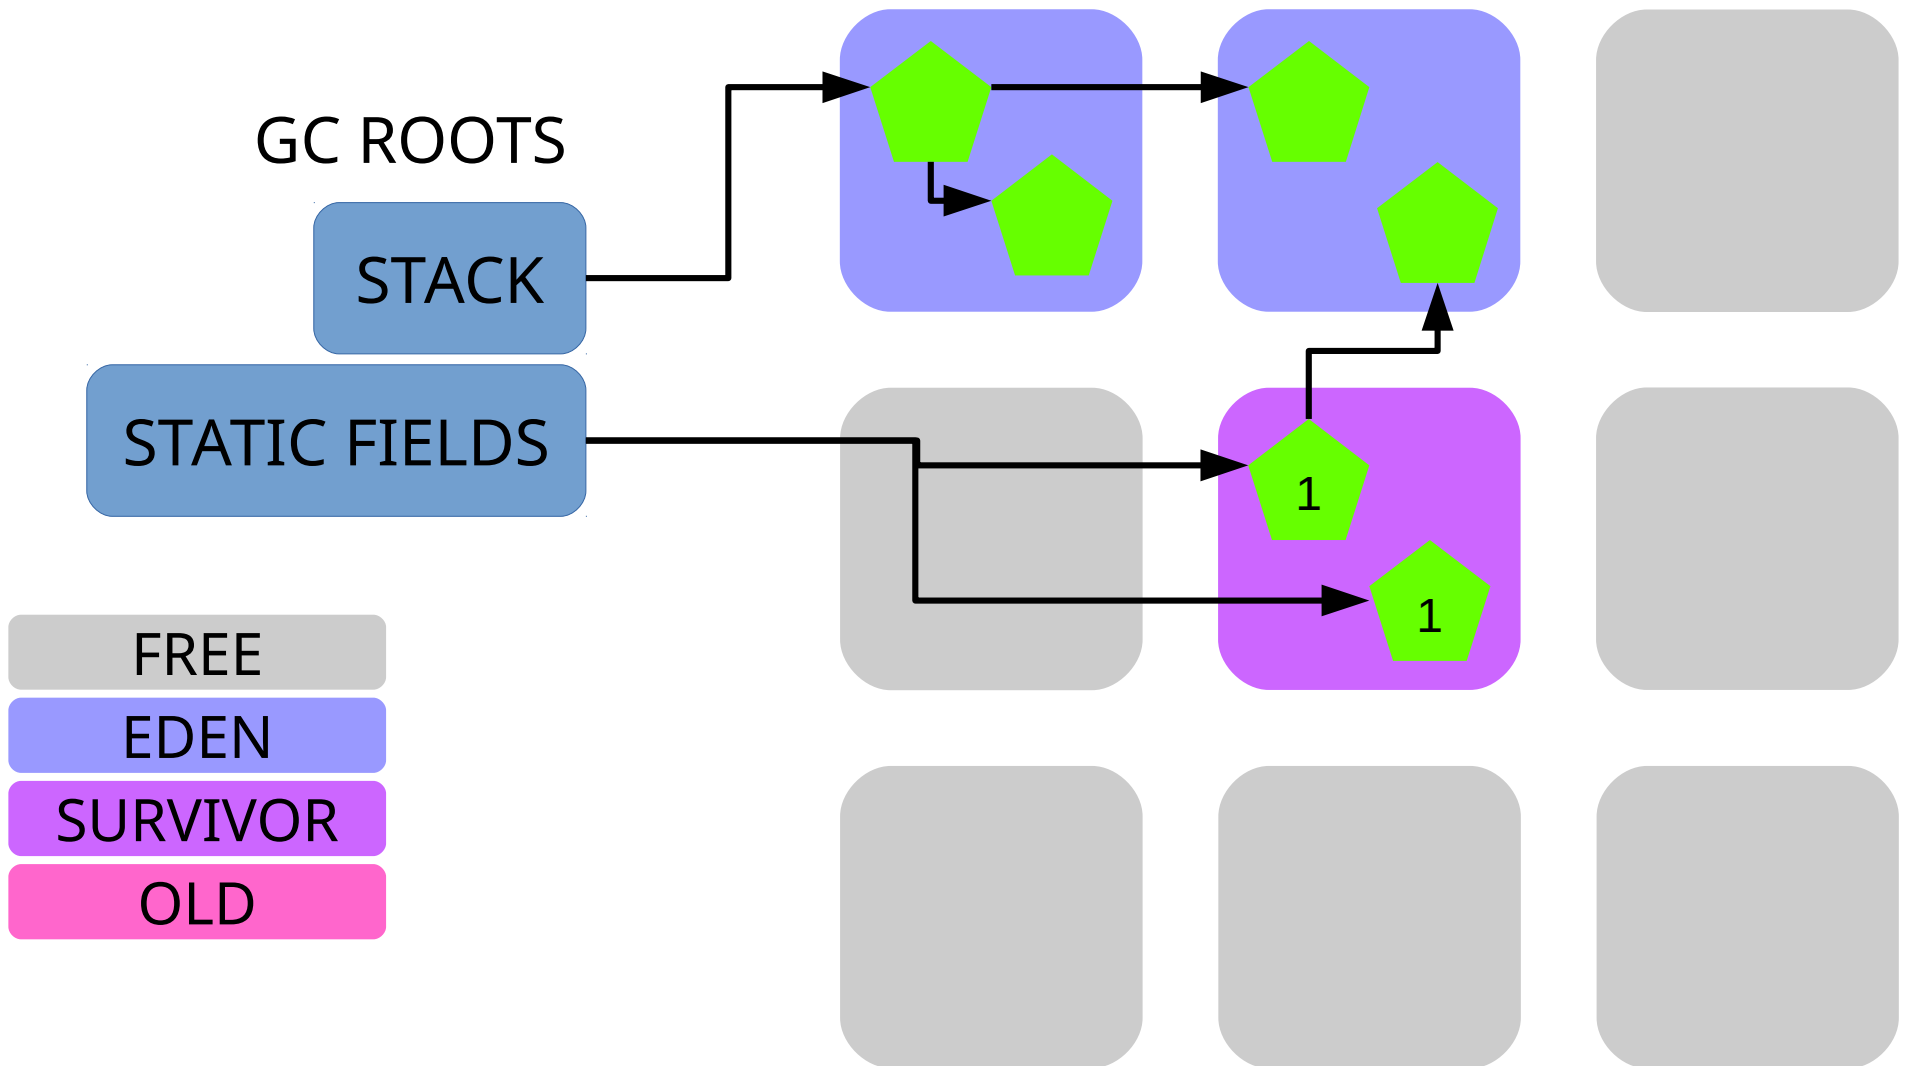 GC ROOTS
STACK
STATIC FIELDS
1
1
FREE
EDEN
SURVIVOR
OLD